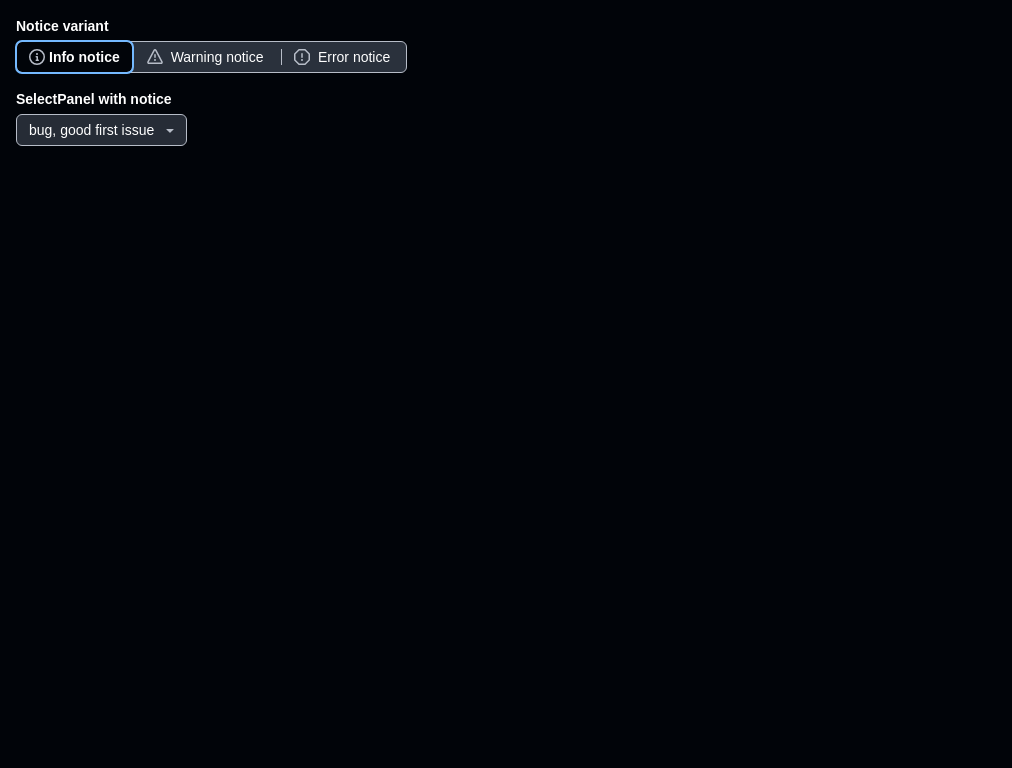 Notice variant
Info notice Warning notice Error notice
SelectPanel with notice
bug, good first issue